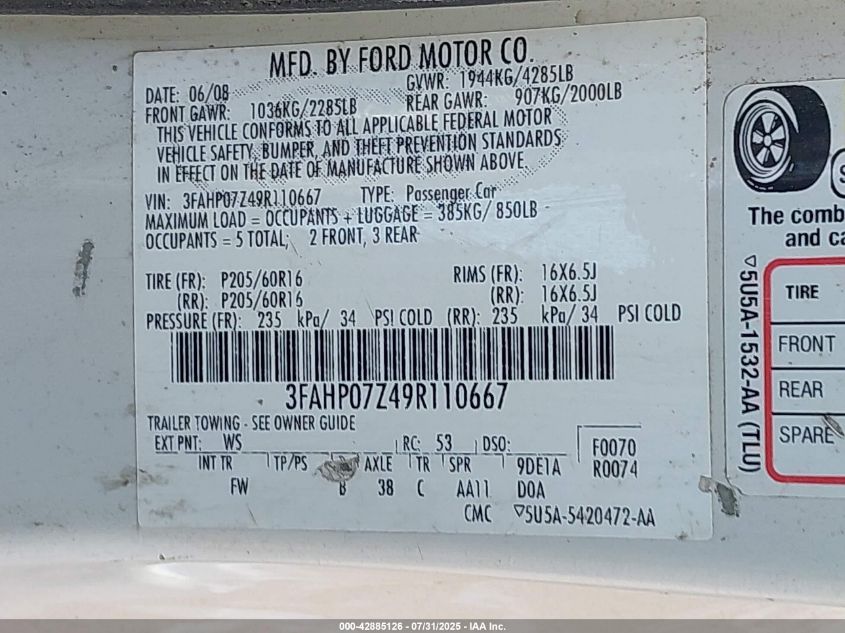 MFD. BY FORD MOTOR CO.
DATE: 06/08 GVWR: 1944KG/4285LB
FRONT GAWR: 1036KG/2285LB REAR GAWR: 907KG/2000LB
THIS VEHICLE CONFORMS TO ALL APPLICABLE FEDERAL MOTOR
VEHICLE SAFETY, BUMPER, AND THEFT PREVENTION STANDARDS
IN EFFECT ON THE DATE OF MANUFACTURE SHOWN ABOVE.
VIN: 3FAHP07Z49R110667 TYPE: Passenger Car
MAXIMUM LOAD = OCCUPANTS + LUGGAGE = 385KG/ 850LB
OCCUPANTS = 5 TOTAL; 2 FRONT, 3 REAR
TIRE (FR): P205/60R16 RIMS (FR): 16X6.5J
(RR): P205/60R16 (RR): 16X6.5J
PRESSURE (FR): 235 kPa/ 34 PSI COLD (RR): 235 kPa/ 34 PSI COLD
3FAHP07Z49R110667
TRAILER TOWING - SEE OWNER GUIDE
EXT PNT: WS RC: 53 DSO: F0070
INT TR TP/PS AXLE TR SPR 9DE1A R0074
FW B 38 C AA11 D0A
CMC ▽5U5A-5420472-AA
The comb
and ca
▽5U5A-1532-AA (TLU)
TIRE
FRONT
REAR
SPARE
000-42885126 - 07/31/2025 - IAA Inc.